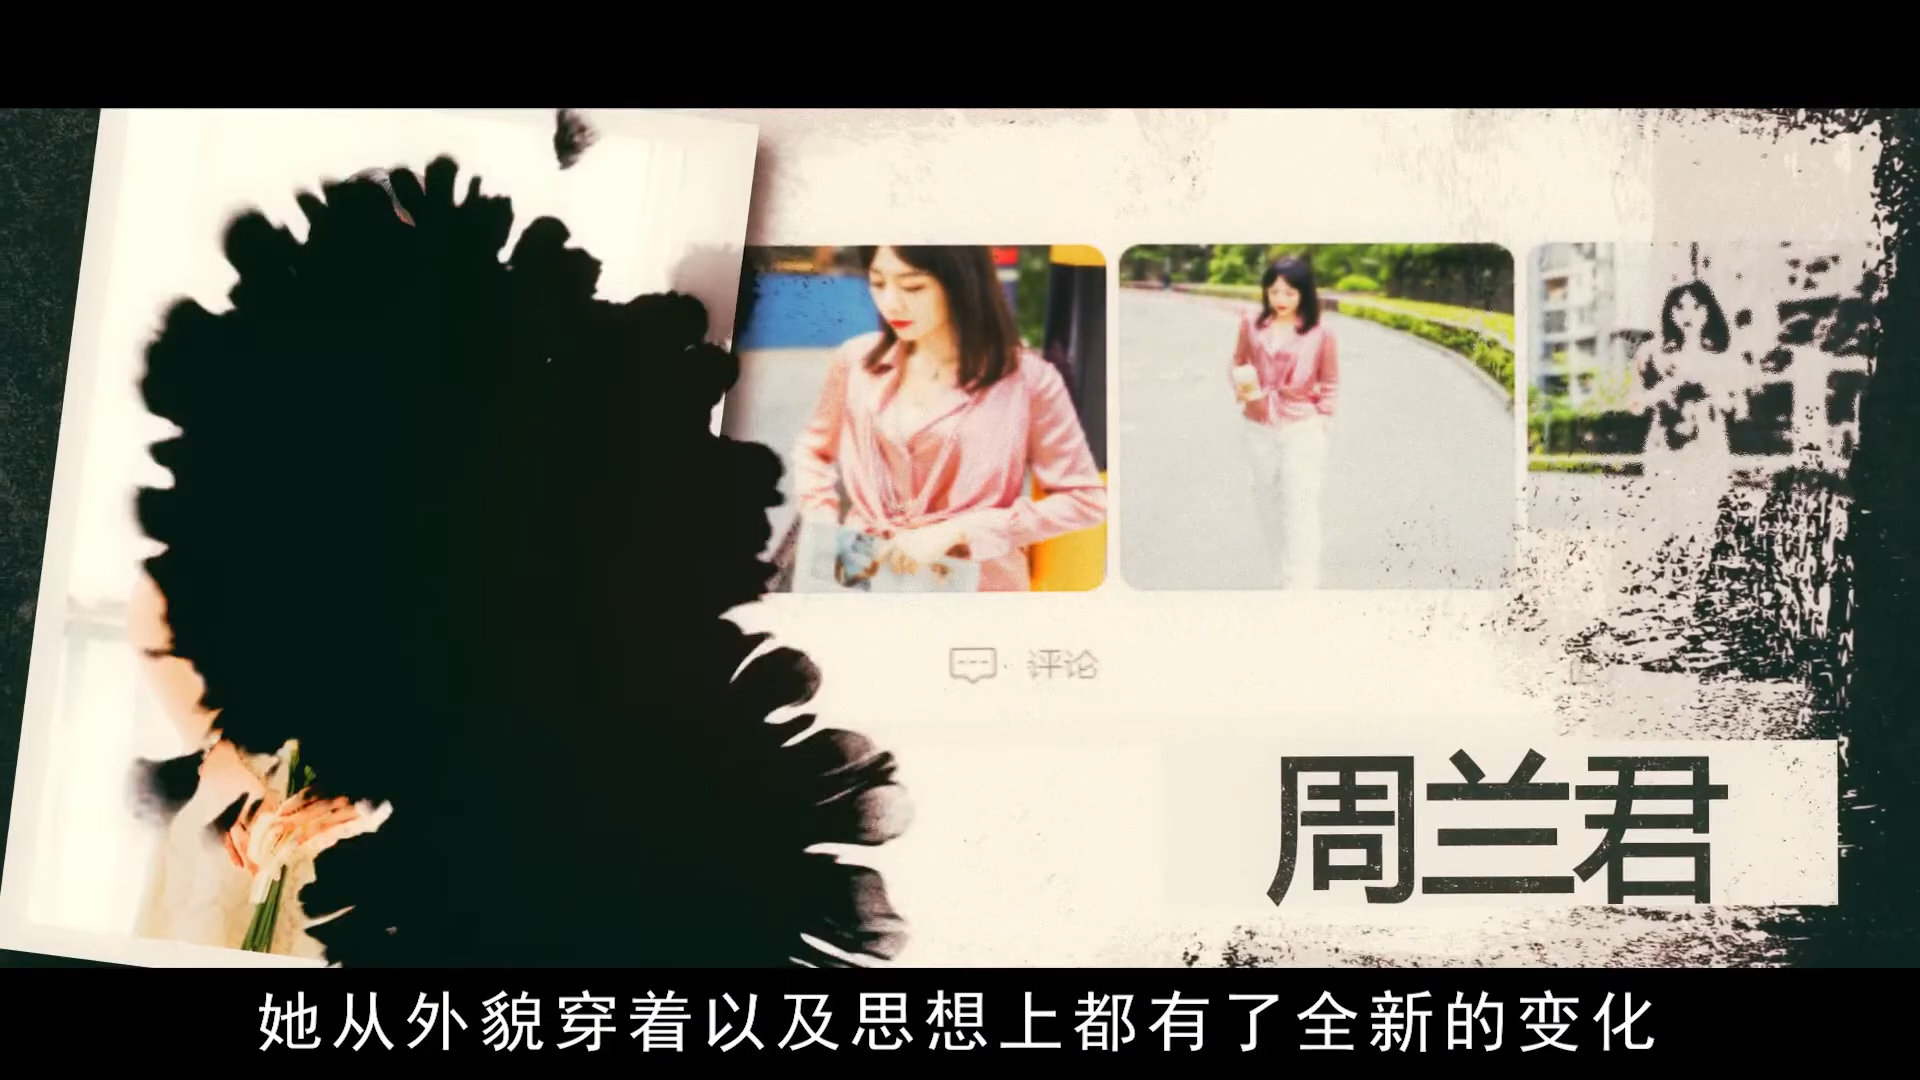 评论
周兰君
她从外貌穿着以及思想上都有了全新的变化